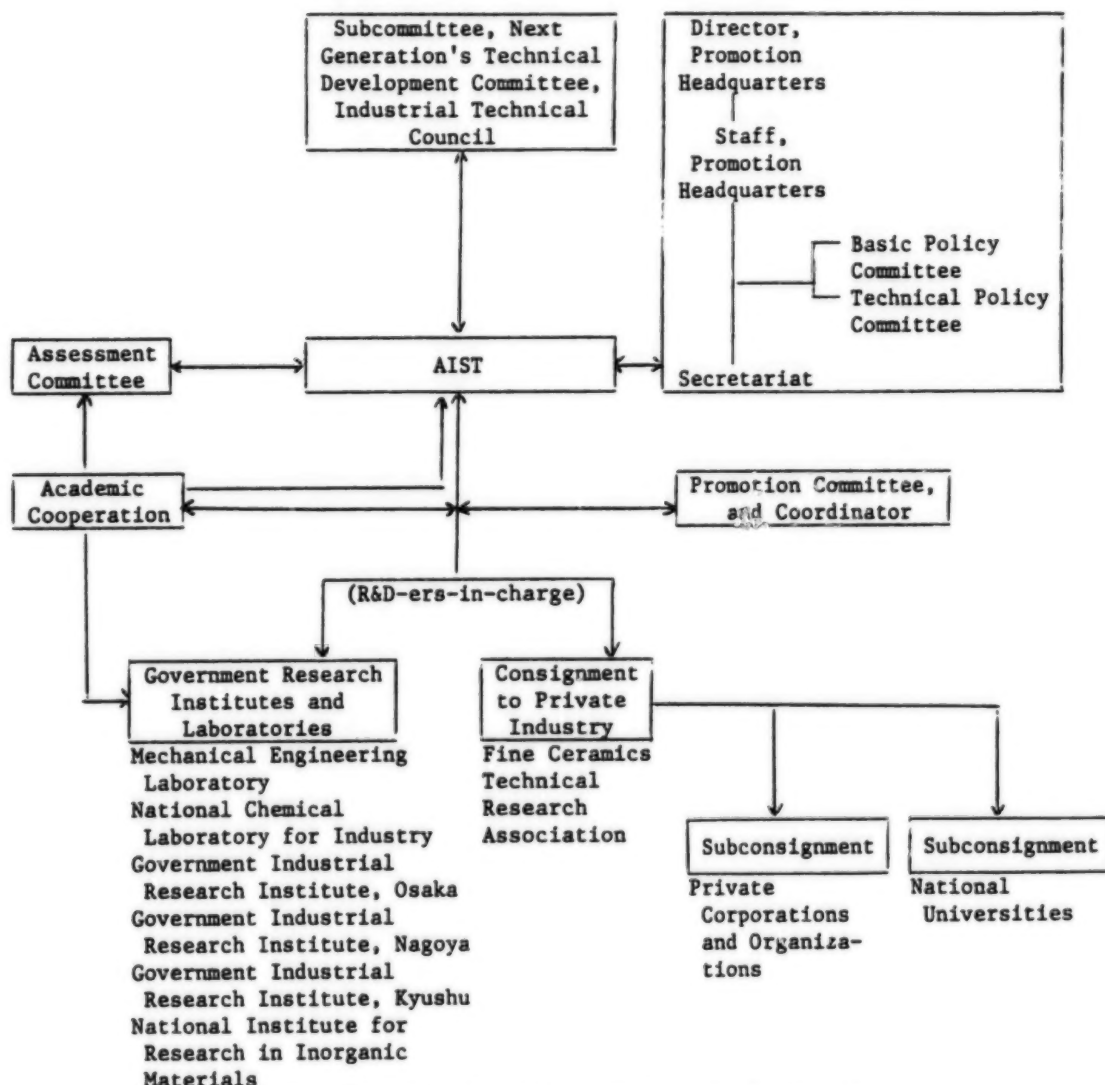 Subcommittee, Next
Generation's Technical
Development Committee,
Industrial Technical
Council
Director,
Promotion
Headquarters
Staff,
Promotion
Headquarters
Basic Policy
Committee
Technical Policy
Committee
Secretariat
Assessment
Committee
AIST
Academic
Cooperation
Promotion Committee,
and Coordinator
(R&D-ers-in-charge)
Government Research
Institutes and
Laboratories
Mechanical Engineering
Laboratory
National Chemical
Laboratory for Industry
Government Industrial
Research Institute, Osaka
Government Industrial
Research Institute, Nagoya
Government Industrial
Research Institute, Kyushu
National Institute for
Research in Inorganic
Materials
Consignment
to Private
Industry
Fine Ceramics
Technical
Research
Association
Subconsignment
Private
Corporations
and Organiza-
tions
Subconsignment
National
Universities